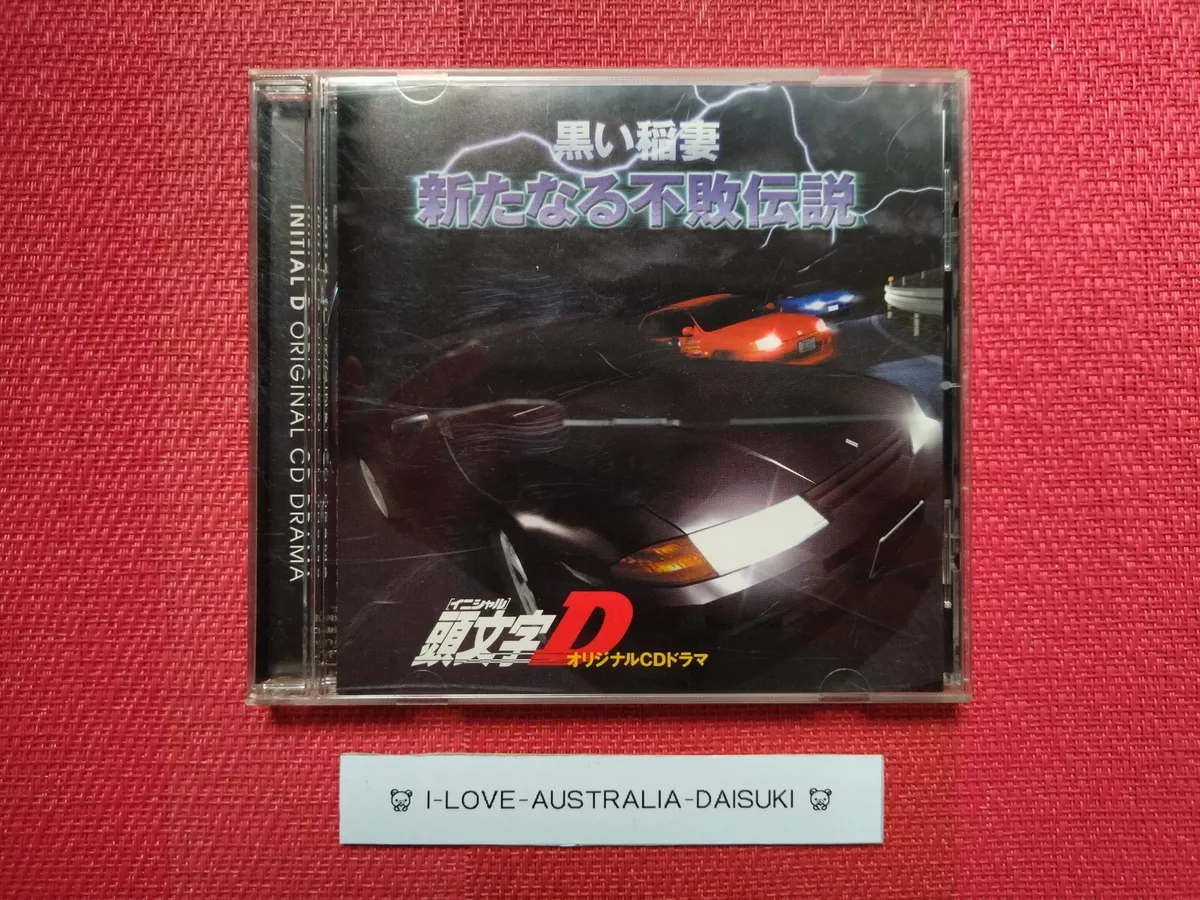 黒い稲妻
新たなる不敗伝説
INITIAL D ORIGINAL CD DRAMA
[イニシャル]
頭文字D
オリジナルCDドラマ
I-LOVE-AUSTRALIA-DAISUKI